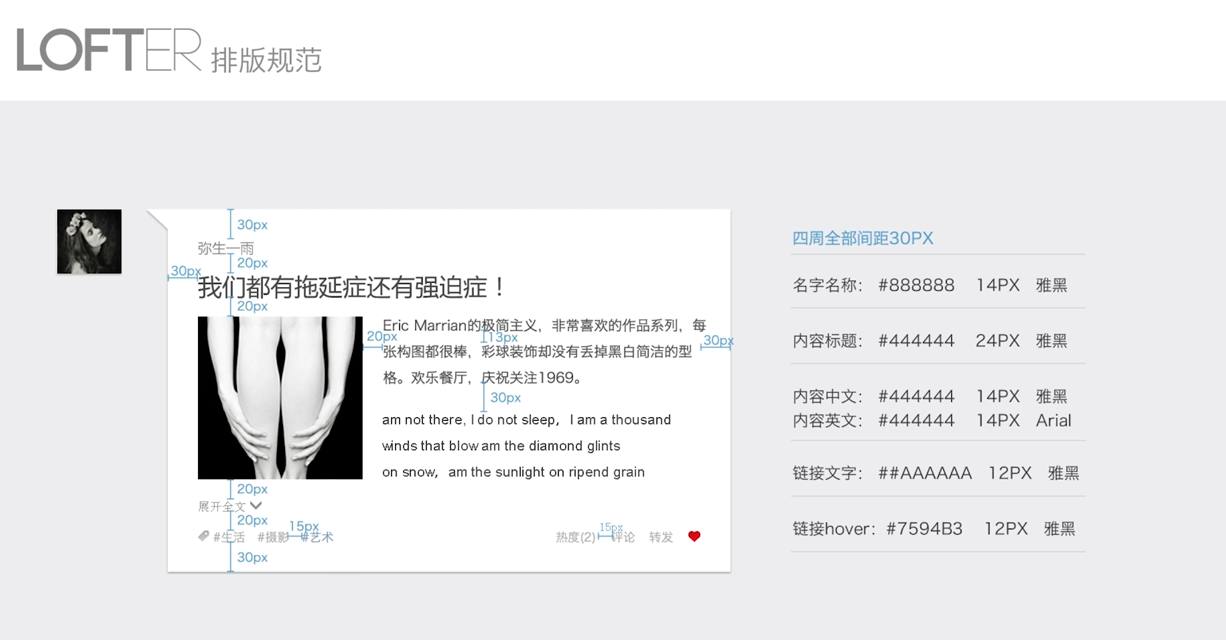 LOFTER 排版规范
30px
弥生一雨
20px
30px
我们都有拖延症还有强迫症！
20px
Eric Marrian的极简主义，非常喜欢的作品系列，每
20px
13px
30px
张构图都很棒，彩球装饰却没有丢掉黑白简洁的型
格。欢乐餐厅，庆祝关注1969。
30px
am not there, I do not sleep, I am a thousand
winds that blow am the diamond glints
on snow, am the sunlight on ripend grain
20px
展开全文
20px
15px
15px
#生活 #摄影 #艺术
热度(2) 评论 转发
30px
四周全部间距30PX
名字名称： #888888 14PX 雅黑
内容标题： #444444 24PX 雅黑
内容中文： #444444 14PX 雅黑
内容英文： #444444 14PX Arial
链接文字： ##AAAAAA 12PX 雅黑
链接hover：#7594B3 12PX 雅黑